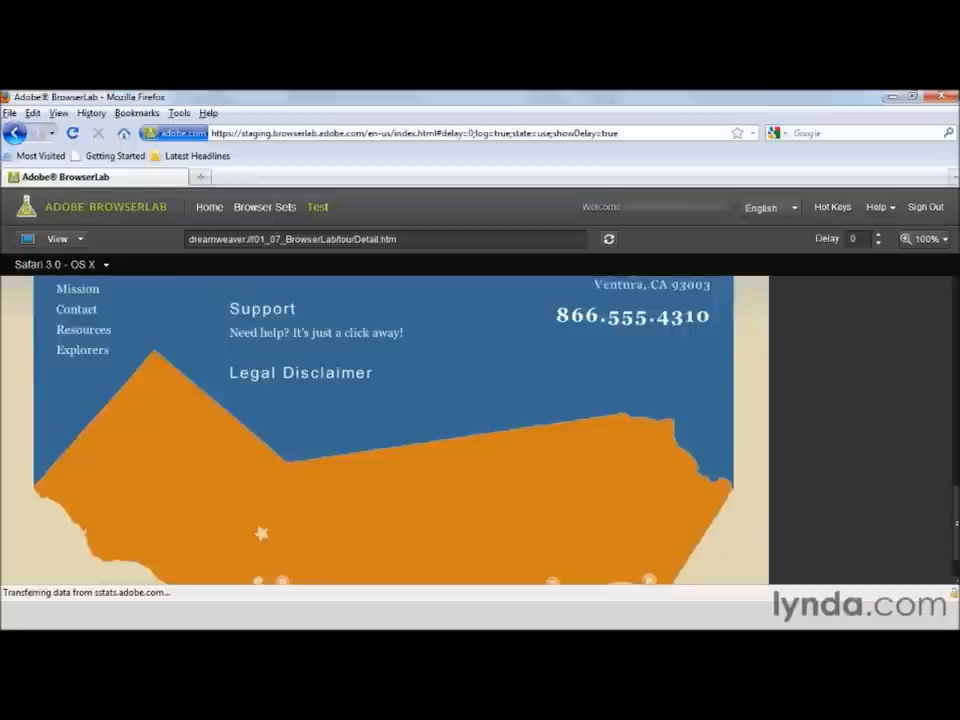 Adobe® BrowserLab - Mozilla Firefox
File Edit View History Bookmarks Tools Help
adobe.com https://staging.browserlab.adobe.com/en-us/index.html#delay=0;log=true;state=use;showDelay=true Google
Most Visited Getting Started Latest Headlines
Adobe® BrowserLab
ADOBE BROWSERLAB Home Browser Sets Test Welcome English Hot Keys Help Sign Out
View dreamweaver:///01_07_BrowserLab/tourDetail.htm Delay 0 100%
Safari 3.0 - OS X
Mission
Contact
Resources
Explorers
Support
Need help? It's just a click away!
Legal Disclaimer
Ventura, CA 93003
866.555.4310
Transferring data from sstats.adobe.com...
lynda.com